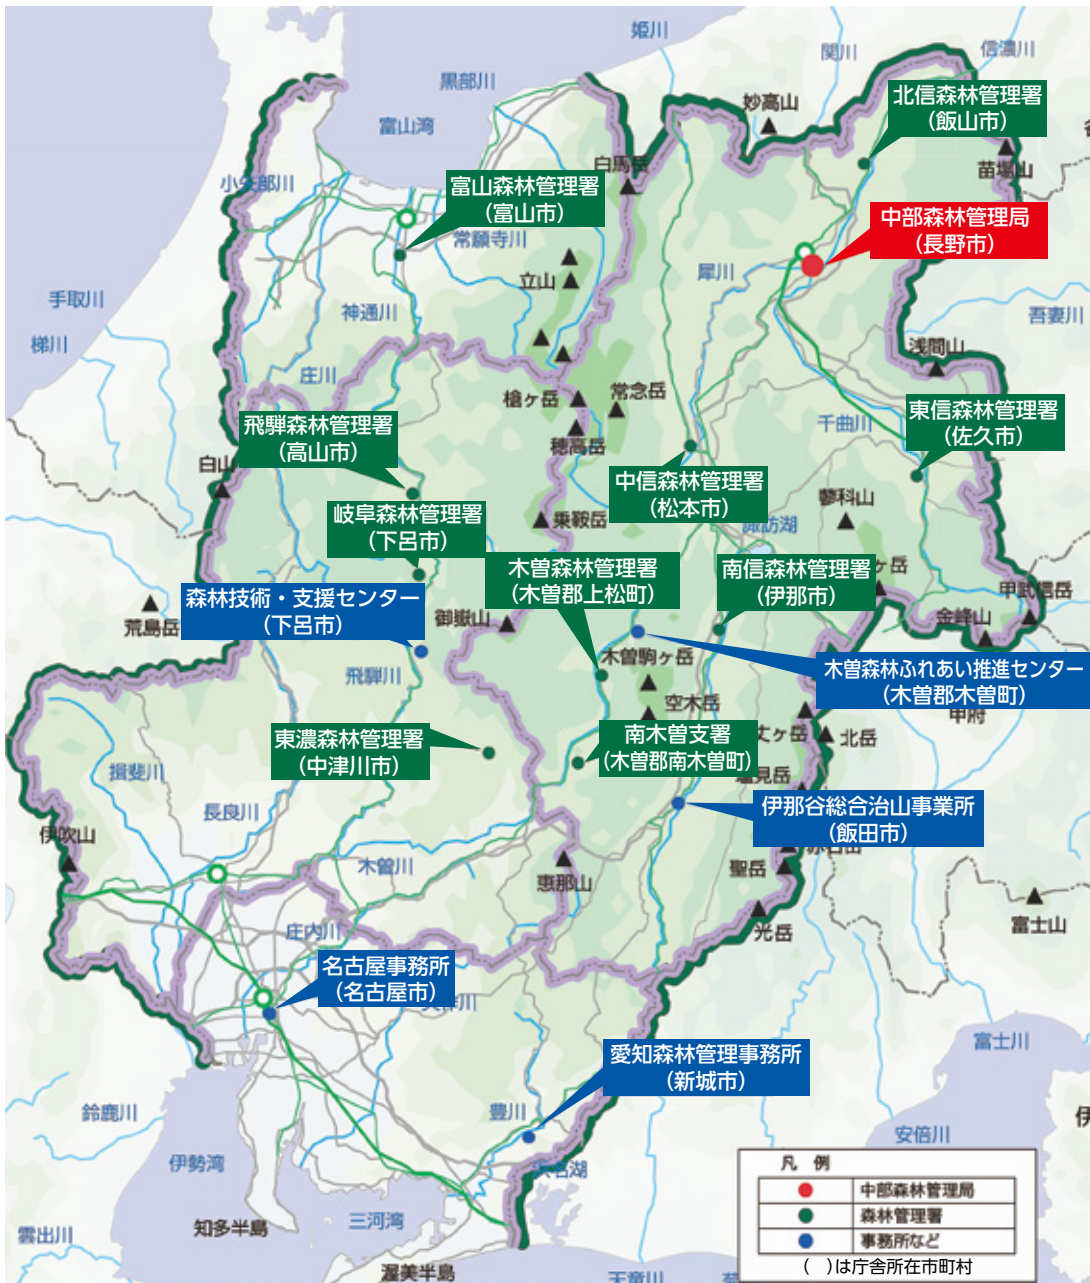 姫川
関川
信濃川
黒部川
妙高山
北信森林管理署
(飯山市)
富山湾
苗場山
白馬岳
小矢部川
富山森林管理署
(富山市)
中部森林管理局
(長野市)
常願寺川
立山
犀川
手取川
神通川
吾妻川
梯川
浅間山
庄川
槍ヶ岳
常念岳
千曲川
東信森林管理署
(佐久市)
飛騨森林管理署
(高山市)
穂高岳
白山
中信森林管理署
(松本市)
蓼科山
岐阜森林管理署
(下呂市)
乗鞍岳
諏訪湖
木曽森林管理署
(木曽郡上松町)
南信森林管理署
(伊那市)
ヶ岳
甲武信岳
森林技術・支援センター
(下呂市)
荒島岳
御嶽山
金峰山
木曽駒ヶ岳
木曽森林ふれあい推進センター
(木曽郡木曽町)
飛騨川
空木岳
甲府
東濃森林管理署
(中津川市)
南木曽支署
(木曽郡南木曽町)
丈ヶ岳
北岳
揖斐川
塩見岳
長良川
伊那谷総合治山事業所
(飯田市)
伊吹山
木曽川
恵那山
聖岳
富士山
庄内川
光岳
名古屋事務所
(名古屋市)
富士川
愛知森林管理事務所
(新城市)
鈴鹿川
豊川
安倍川
伊勢湾
浜名湖
凡 例
中部森林管理局
森林管理署
事務所など
( )は庁舎所在市町村
知多半島
三河湾
雲出川
渥美半島
天竜川